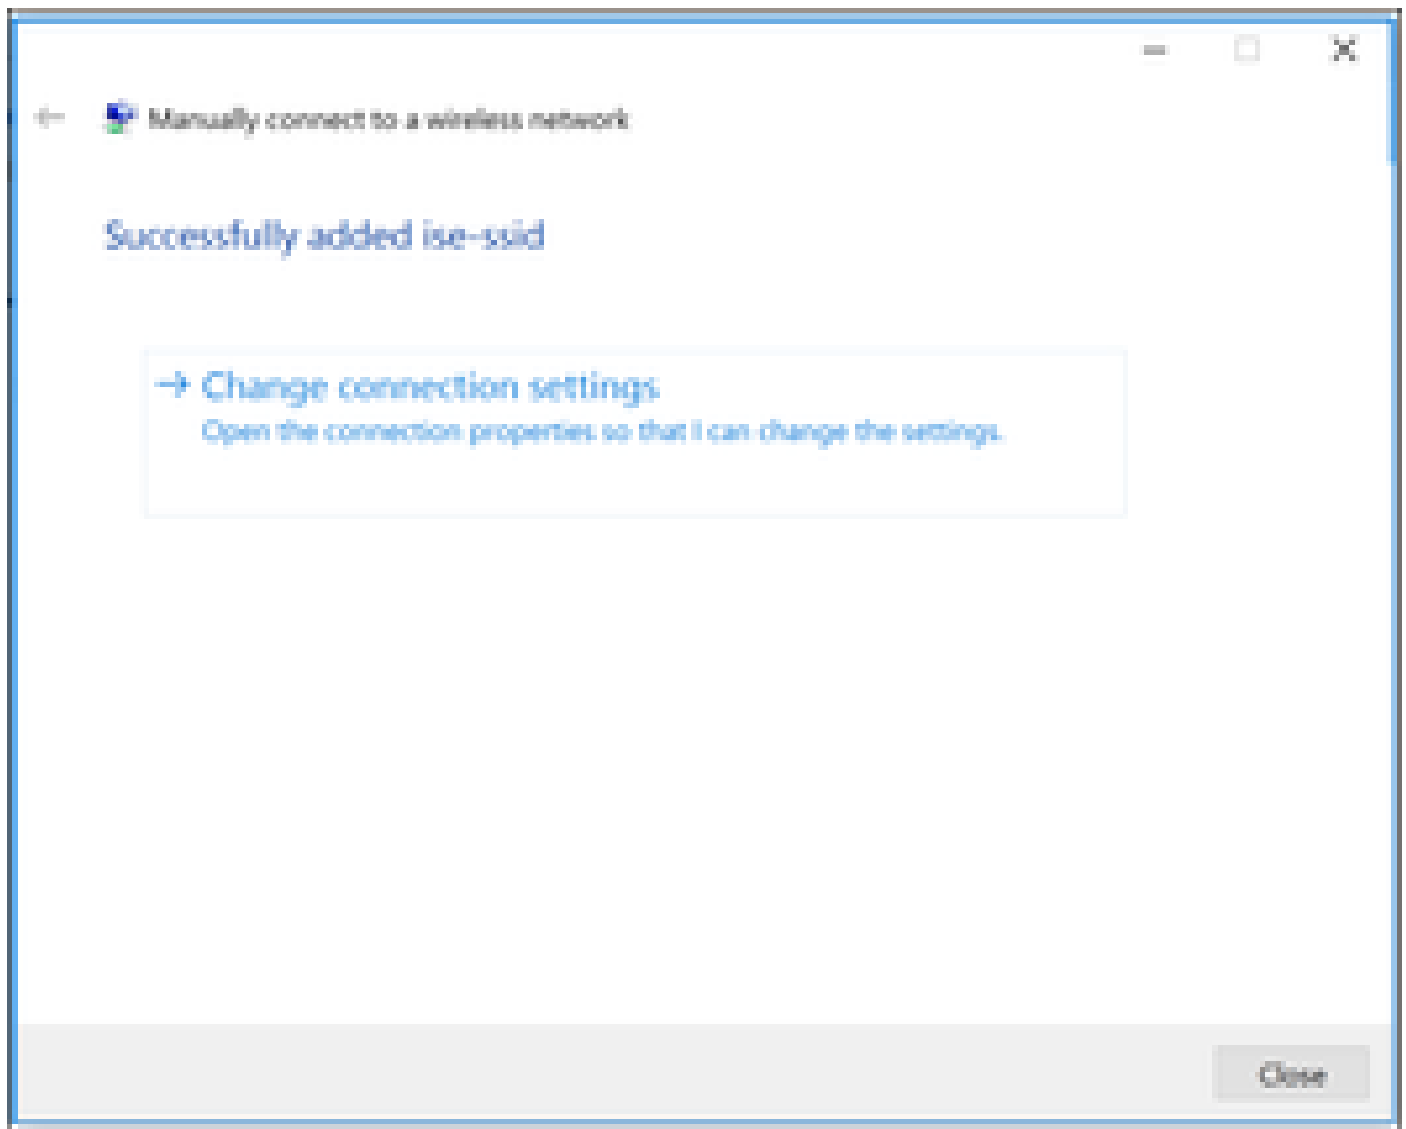 Manually connect to a wireless network
Successfully added ise-ssid
Change connection settings
Open the connection properties so that I can change the settings.
Close